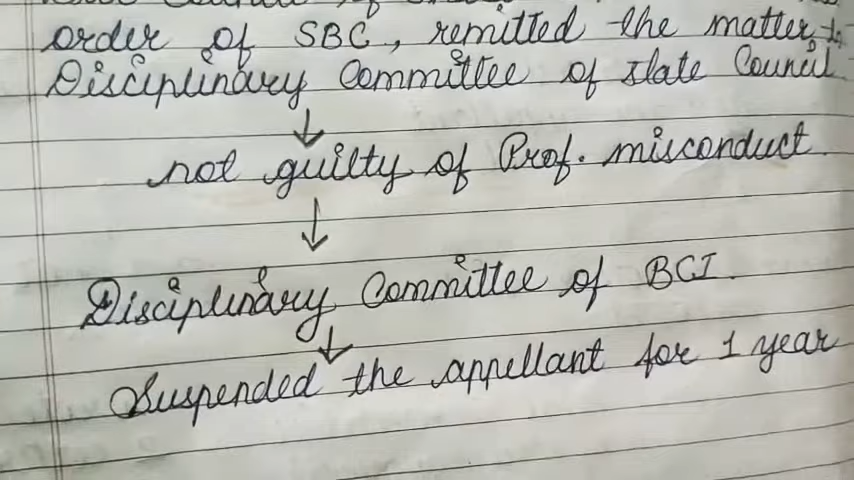 order of SBC, remitted the matter to
Disciplinary Committee of State Council
↓
not guilty of Prof. misconduct.
↓
Disciplinary Committee of BCI.
↓
Suspended the appellant for 1 year